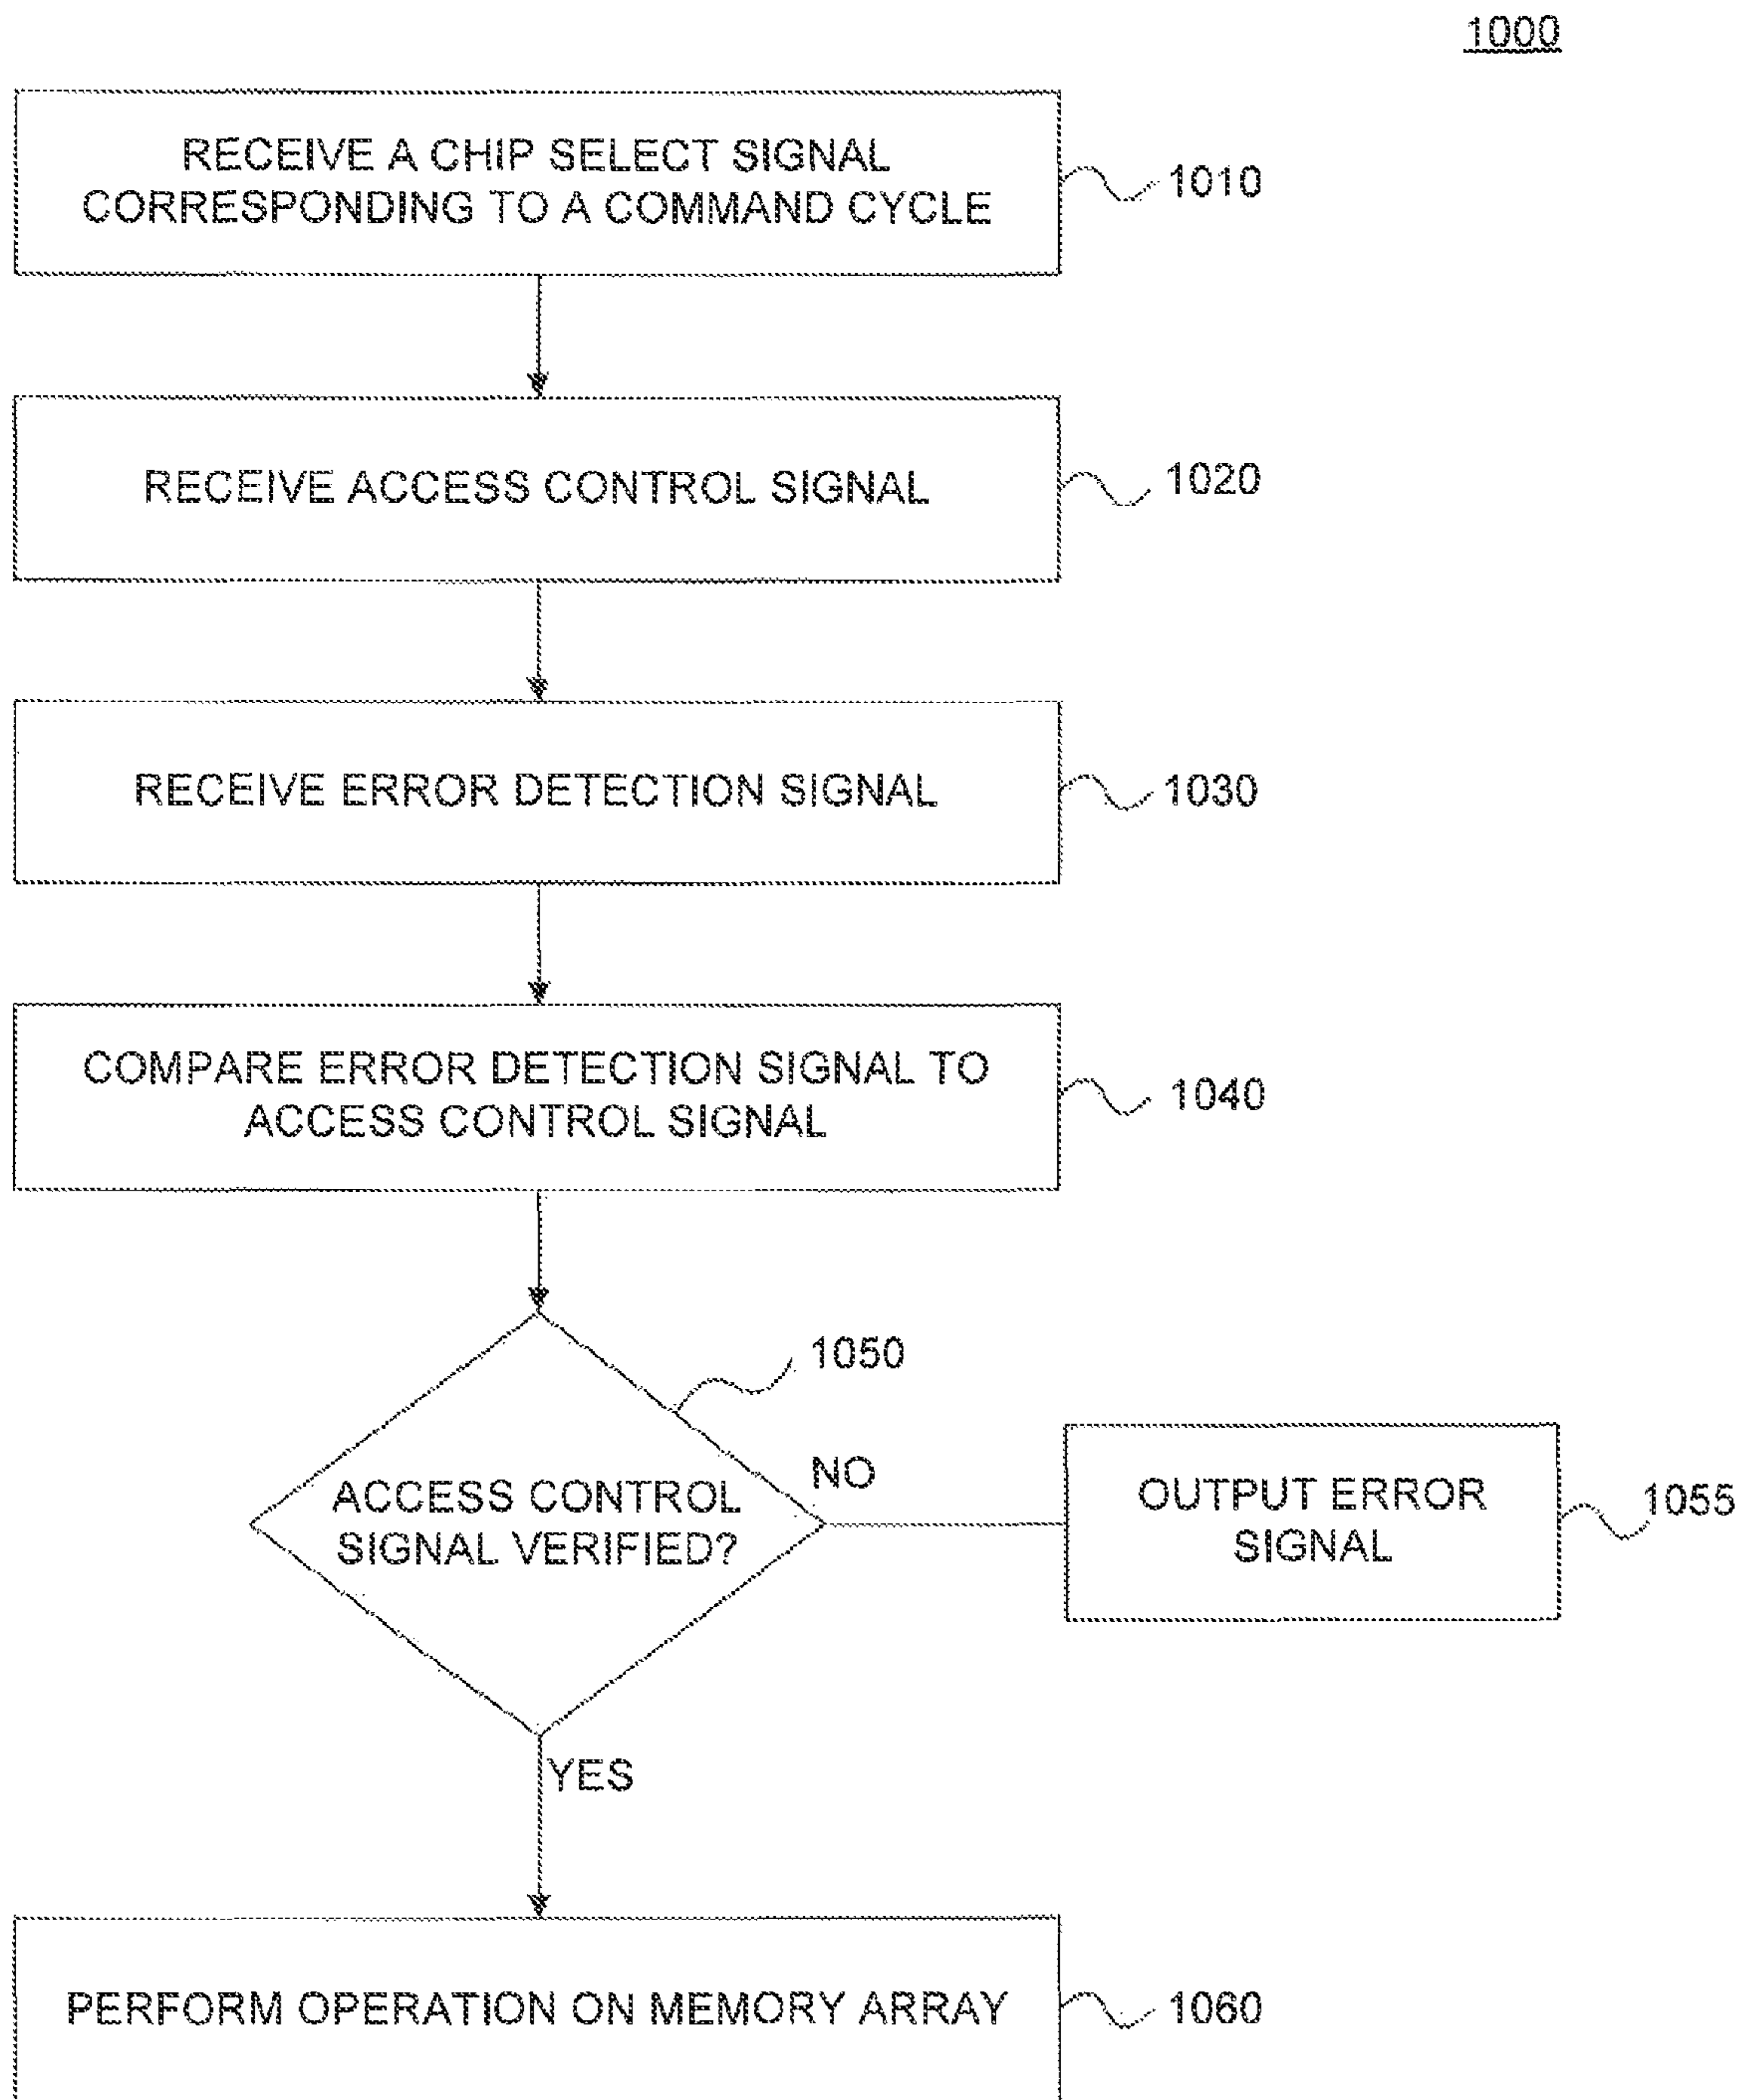 1000
RECEIVE A CHIP SELECT SIGNAL
CORRESPONDING TO A COMMAND CYCLE
1010
RECEIVE ACCESS CONTROL SIGNAL
1020
RECEIVE ERROR DETECTION SIGNAL
1030
COMPARE ERROR DETECTION SIGNAL TO
ACCESS CONTROL SIGNAL
1040
1050
ACCESS CONTROL
SIGNAL VERIFIED?
NO
OUTPUT ERROR
SIGNAL
1055
YES
PERFORM OPERATION ON MEMORY ARRAY
1060